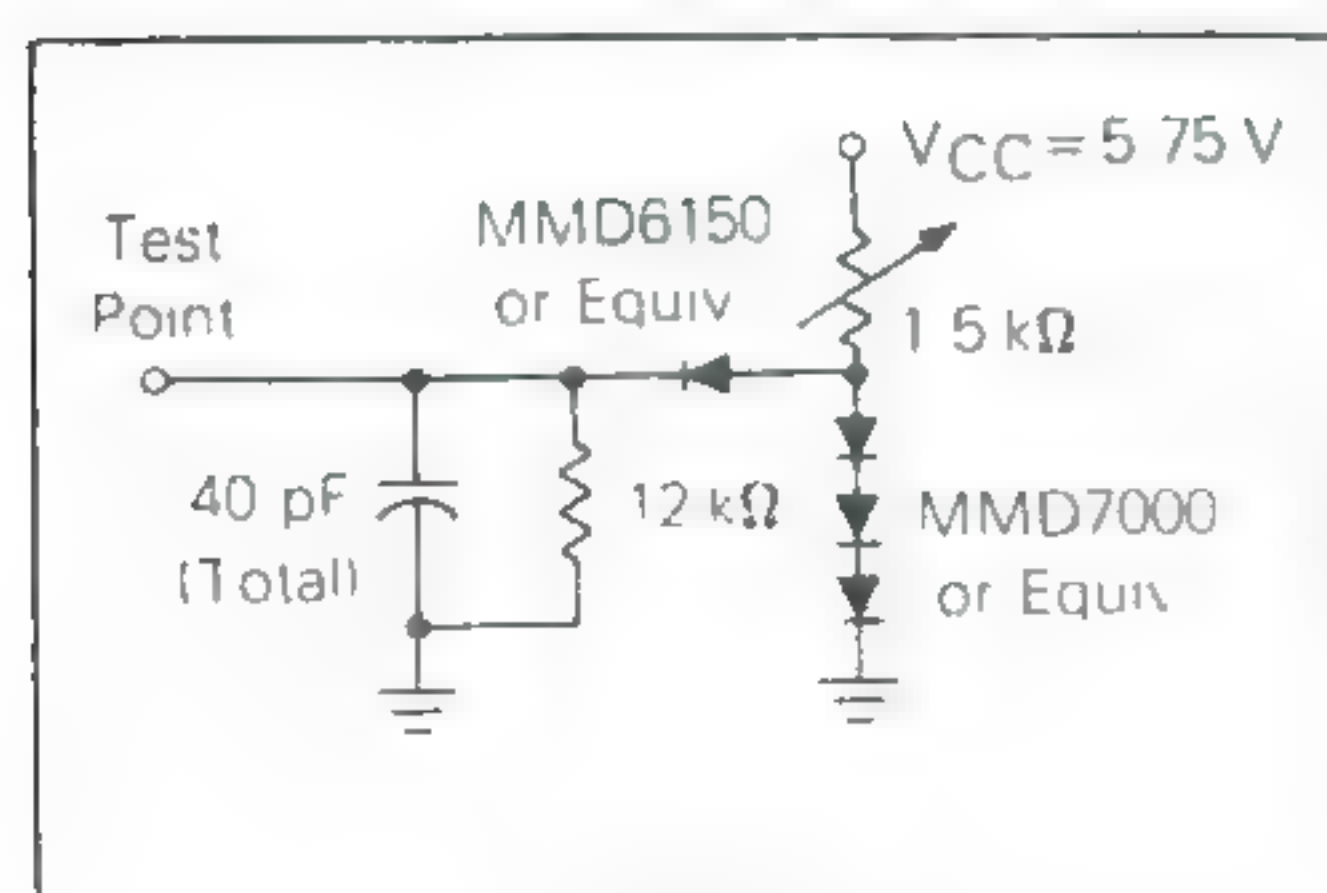 VCC = 5 75 V
MMD6150
or Equiv
Test
Point
1 5 kΩ
40 pF
(Total)
12 kΩ
MMD7000
or Equiv